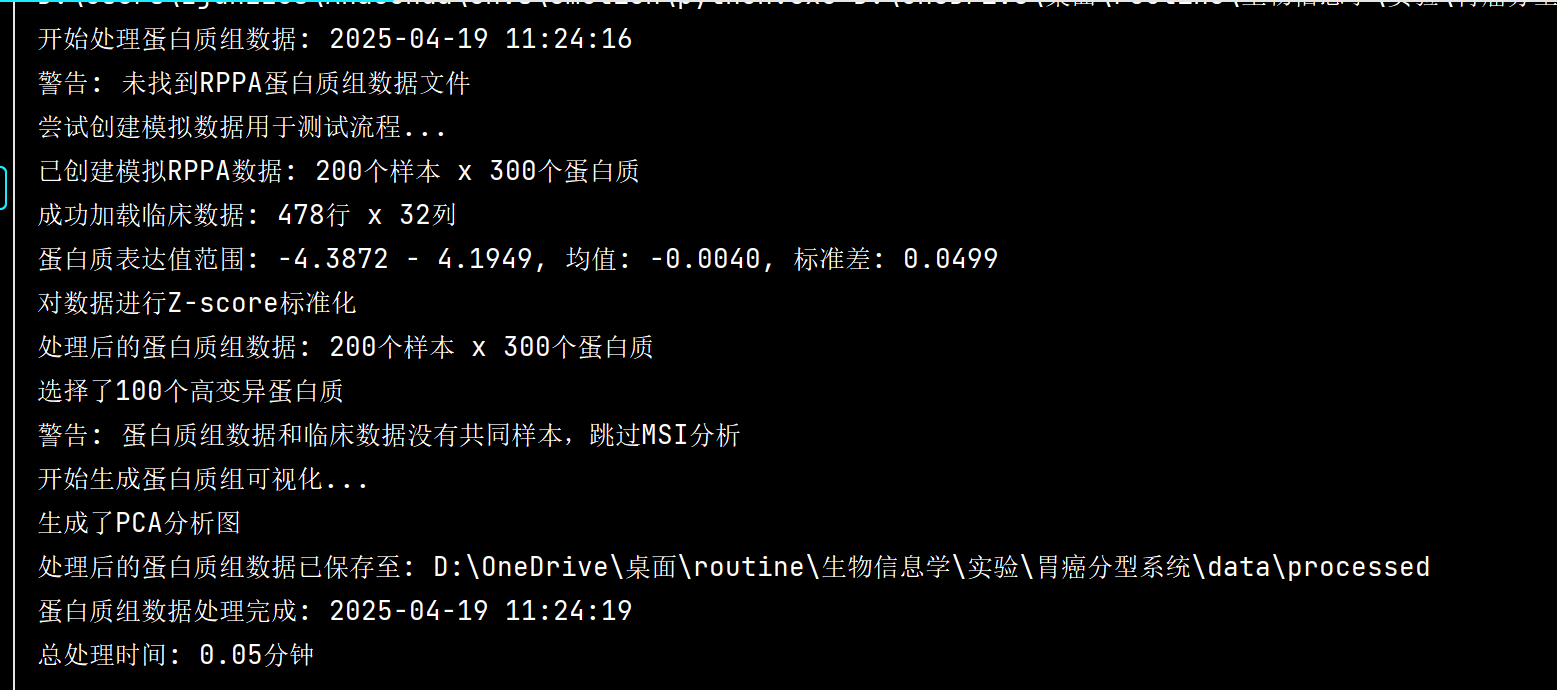 开始处理蛋白质组数据: 2025-04-19 11:24:16
警告: 未找到RPPA蛋白质组数据文件
尝试创建模拟数据用于测试流程...
已创建模拟RPPA数据: 200个样本 x 300个蛋白质
成功加载临床数据: 478行 x 32列
蛋白质表达值范围: -4.3872 - 4.1949, 均值: -0.0040, 标准差: 0.0499
对数据进行Z-score标准化
处理后的蛋白质组数据: 200个样本 x 300个蛋白质
选择了100个高变异蛋白质
警告: 蛋白质组数据和临床数据没有共同样本，跳过MSI分析
开始生成蛋白质组可视化...
生成了PCA分析图
处理后的蛋白质组数据已保存至: D:\OneDrive\桌面\routine\生物信息学\实验\胃癌分型系统\data\processed
蛋白质组数据处理完成: 2025-04-19 11:24:19
总处理时间: 0.05分钟